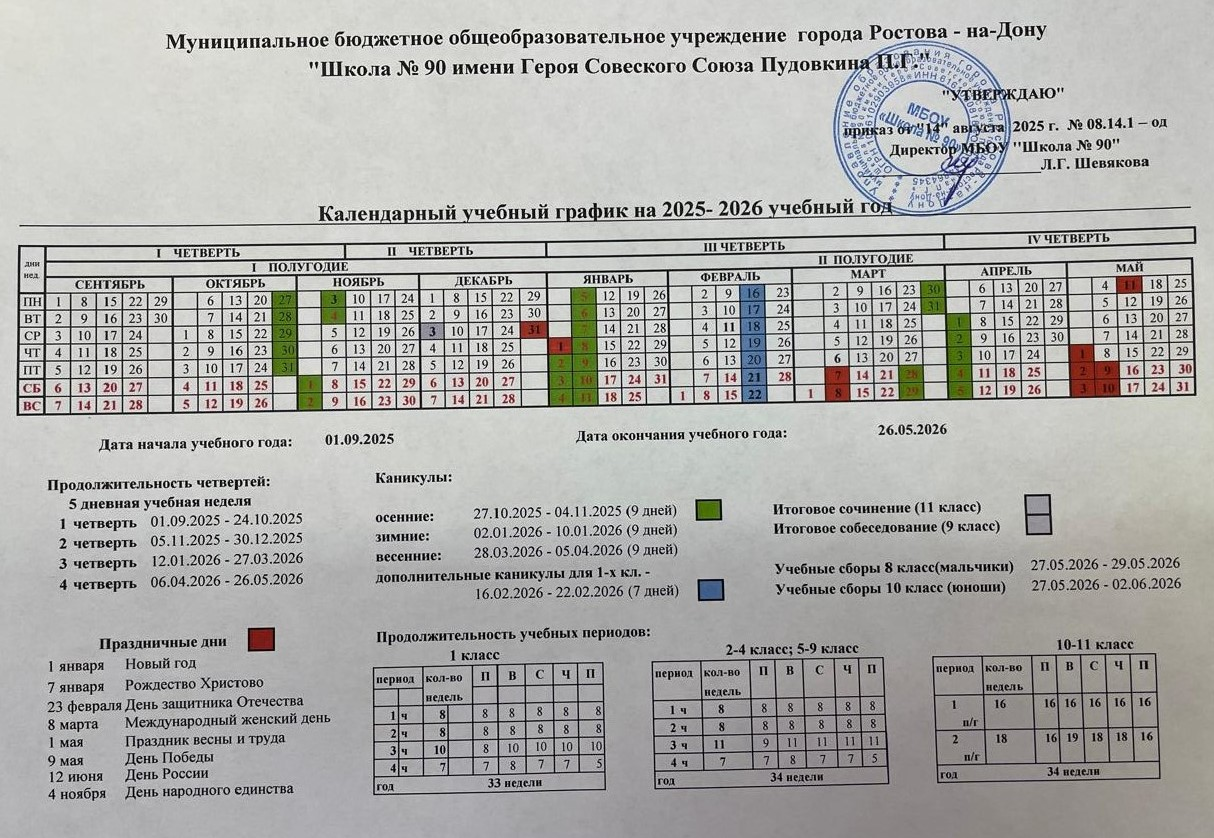 Муниципальное бюджетное общеобразовательное учреждение города Ростова - на-Дону
"Школа № 90 имени Героя Совеского Союза Пудовкина П.Г."
"УТВЕРЖДАЮ"
приказ от "14" августа 2025 г. № 08.14.1 – од
Директор МБОУ "Школа № 90"
Л.Г. Шевякова
МБОУ
«Школа № 90»
Календарный учебный график на 2025- 2026 учебный год
дни нед. I ЧЕТВЕРТЬ II ЧЕТВЕРТЬ III ЧЕТВЕРТЬ IV ЧЕТВЕРТЬ
I ПОЛУГОДИЕ II ПОЛУГОДИЕ
СЕНТЯБРЬ ОКТЯБРЬ НОЯБРЬ ДЕКАБРЬ ЯНВАРЬ ФЕВРАЛЬ МАРТ АПРЕЛЬ МАЙ
ПН 1 8 15 22 29 6 13 20 27 3 10 17 24 1 8 15 22 29 5 12 19 26 2 9 16 23 2 9 16 23 30 6 13 20 27 4 11 18 25
ВТ 2 9 16 23 30 7 14 21 28 4 11 18 25 2 9 16 23 30 6 13 20 27 3 10 17 24 3 10 17 24 31 7 14 21 28 5 12 19 26
СР 3 10 17 24 1 8 15 22 29 5 12 19 26 3 10 17 24 31 7 14 21 28 4 11 18 25 4 11 18 25 1 8 15 22 29 6 13 20 27
ЧТ 4 11 18 25 2 9 16 23 30 6 13 20 27 4 11 18 25 1 8 15 22 29 5 12 19 26 5 12 19 26 2 9 16 23 30 7 14 21 28
ПТ 5 12 19 26 3 10 17 24 31 7 14 21 28 5 12 19 26 2 9 16 23 30 6 13 20 27 6 13 20 27 3 10 17 24 1 8 15 22 29
СБ 6 13 20 27 4 11 18 25 1 8 15 22 29 6 13 20 27 3 10 17 24 31 7 14 21 28 7 14 21 28 4 11 18 25 2 9 16 23 30
ВС 7 14 21 28 5 12 19 26 2 9 16 23 30 7 14 21 28 4 11 18 25 1 8 15 22 1 8 15 22 29 5 12 19 26 3 10 17 24 31
Дата начала учебного года: 01.09.2025 Дата окончания учебного года: 26.05.2026
Продолжительность четвертей:
5 дневная учебная неделя
1 четверть 01.09.2025 - 24.10.2025
2 четверть 05.11.2025 - 30.12.2025
3 четверть 12.01.2026 - 27.03.2026
4 четверть 06.04.2026 - 26.05.2026
Каникулы:
осенние: 27.10.2025 - 04.11.2025 (9 дней)
зимние: 02.01.2026 - 10.01.2026 (9 дней)
весенние: 28.03.2026 - 05.04.2026 (9 дней)
дополнительные каникулы для 1-х кл. -
16.02.2026 - 22.02.2026 (7 дней)
Итоговое сочинение (11 класс)
Итоговое собеседование (9 класс)
Учебные сборы 8 класс(мальчики) 27.05.2026 - 29.05.2026
Учебные сборы 10 класс (юноши) 27.05.2026 - 02.06.2026
Праздничные дни
1 января Новый год
7 января Рождество Христово
23 февраля День защитника Отечества
8 марта Международный женский день
1 мая Праздник весны и труда
9 мая День Победы
12 июня День России
4 ноября День народного единства
Продолжительность учебных периодов:
1 класс
период кол-во недель П В С Ч П
1 ч 8 8 8 8 8 8
2 ч 8 8 8 8 8 8
3 ч 10 8 10 10 10 10
4 ч 7 7 8 7 7 5
год 33 недели
2-4 класс; 5-9 класс
период кол-во недель П В С Ч П
1 ч 8 8 8 8 8 8
2 ч 8 8 8 8 8 8
3 ч 11 9 11 11 11 11
4 ч 7 7 8 7 7 5
год 34 недели
10-11 класс
период кол-во недель П В С Ч П
1 п/г 16 16 16 16 16 16
2 п/г 18 16 19 18 18 16
год 34 недели